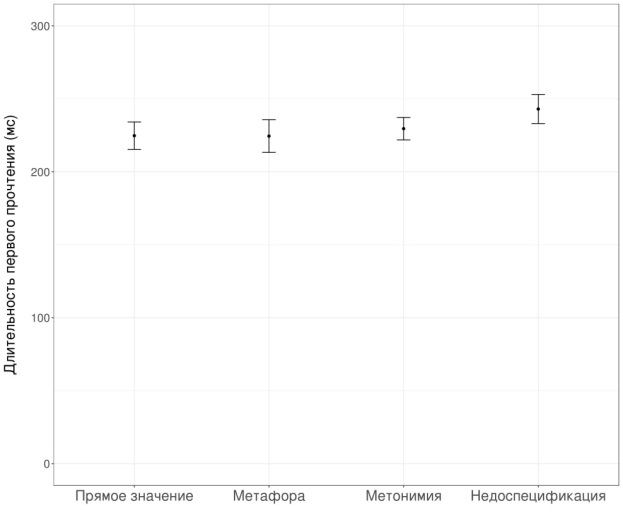 Длительность первого прочтения (мс)
300
200
100
0
Прямое значение Метафора Метонимия Недоспецификация